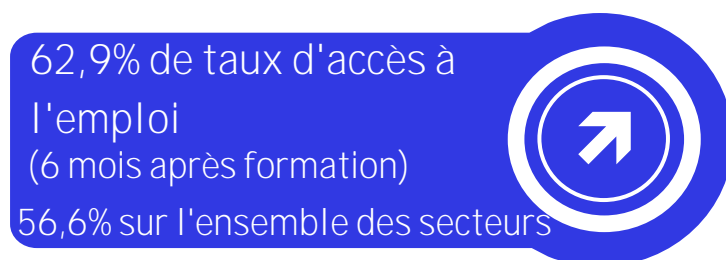 62,9% de taux d'accès à
l'emploi
(6 mois après formation)
56,6% sur l'ensemble des secteurs